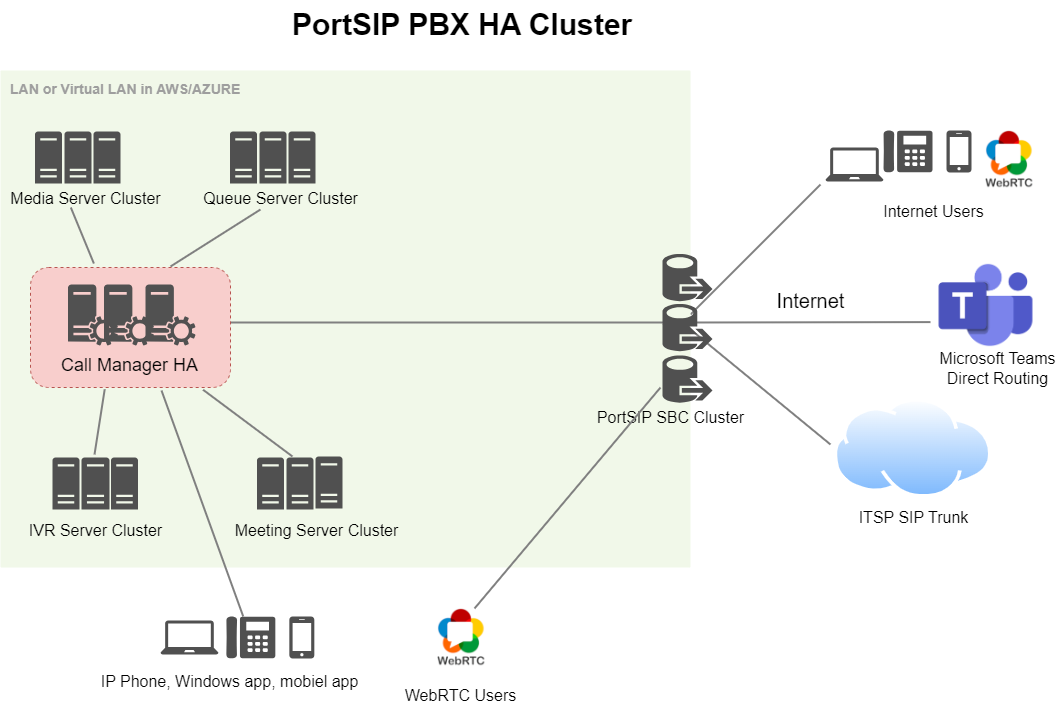 PortSIP PBX HA Cluster
LAN or Virtual LAN in AWS/AZURE
Media Server Cluster
Queue Server Cluster
WebRTC
Internet Users
Call Manager HA
Internet
T
Microsoft Teams
Direct Routing
PortSIP SBC Cluster
IVR Server Cluster
Meeting Server Cluster
ITSP SIP Trunk
IP Phone, Windows app, mobiel app
WebRTC
WebRTC Users